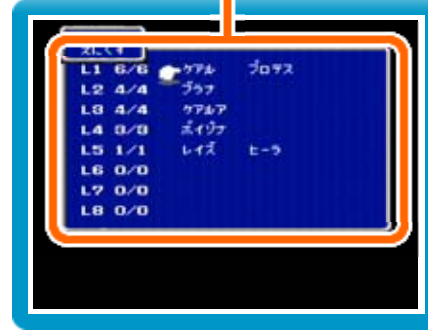 えにくす
L1 6/6 ケアル プロテス
L2 4/4 ブラナ
L3 4/4 ケアルア
L4 3/3 ポイゾナ
L5 1/1 レイズ ヒーラ
L6 0/0
L7 0/0
L8 0/0